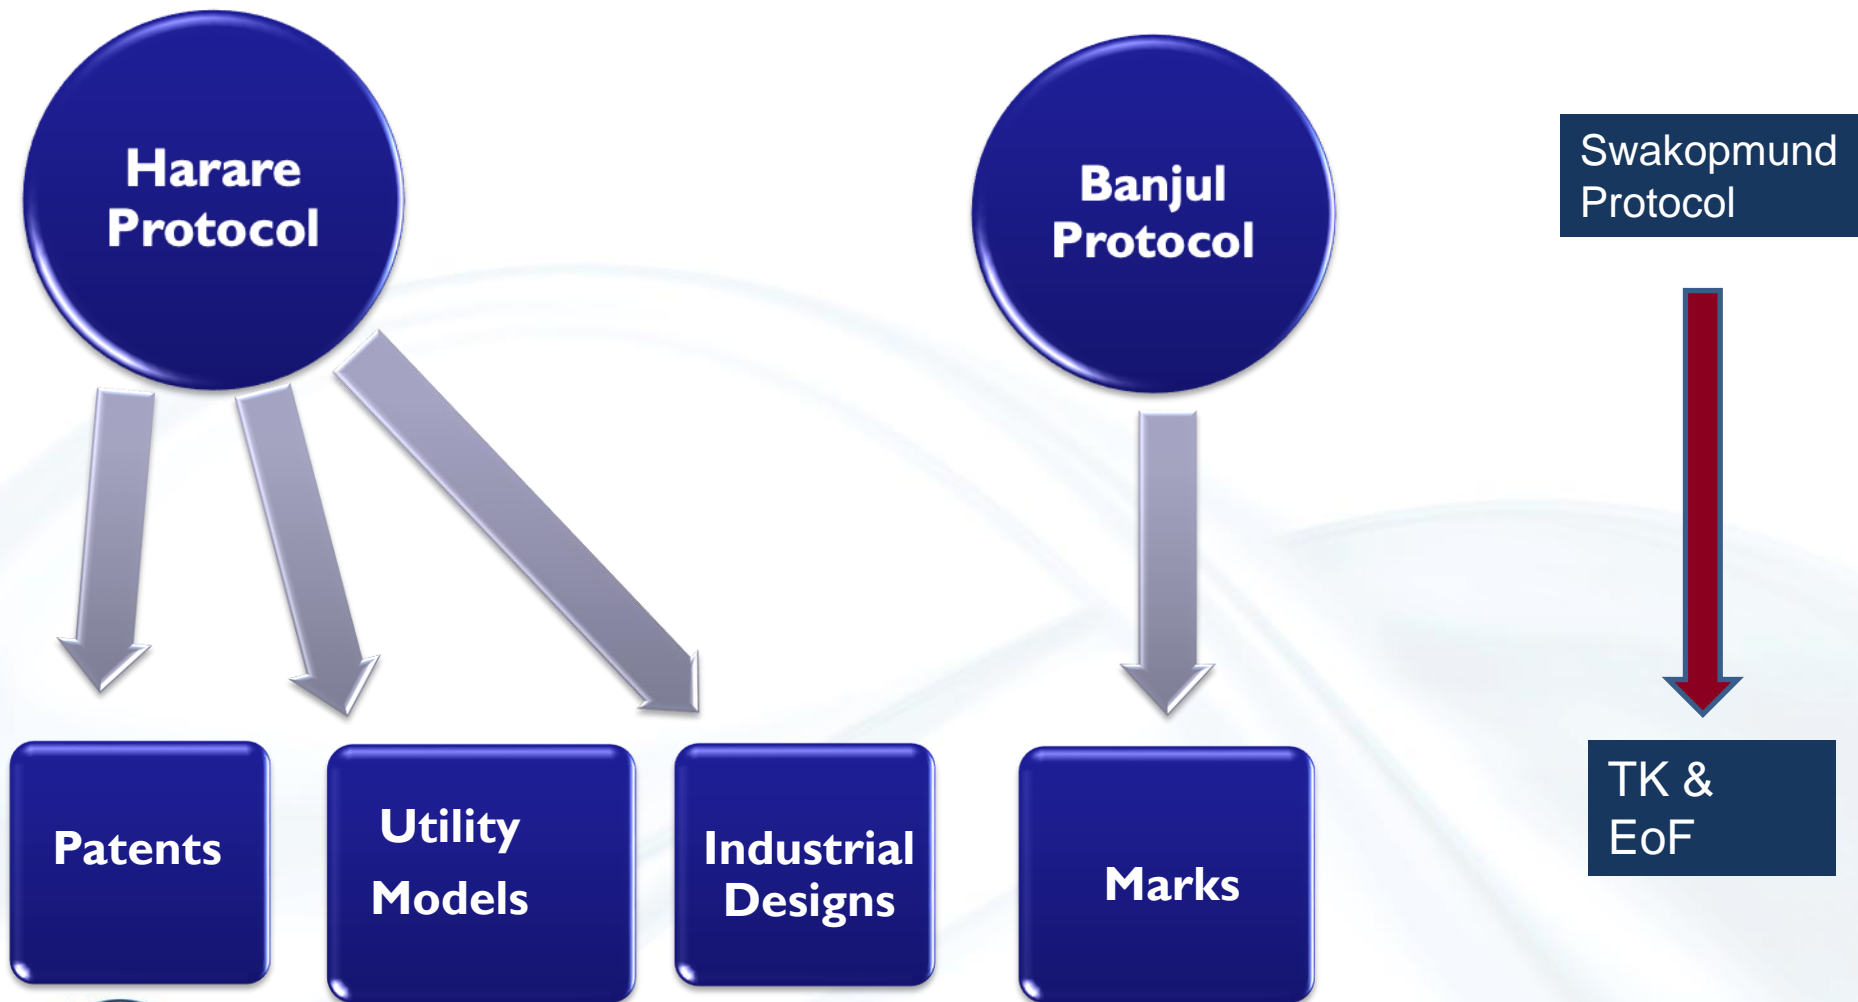 Harare
Protocol
Banjul
Protocol
Swakopmund
Protocol
Patents
Utility
Models
Industrial
Designs
Marks
TK &
EoF